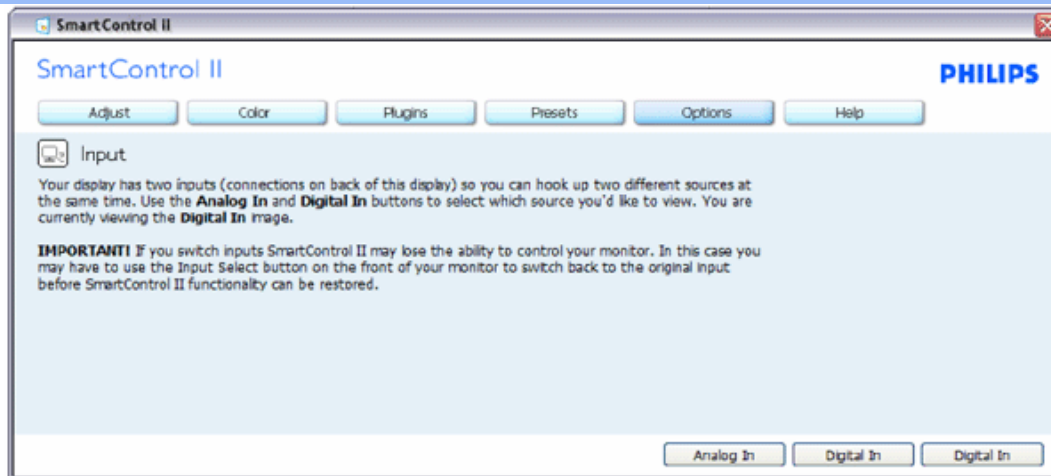 SmartControl II
SmartControl II
PHILIPS
Adjust Color Plugins Presets Options Help
Input
Your display has two inputs (connections on back of this display) so you can hook up two different sources at
the same time. Use the Analog In and Digital In buttons to select which source you'd like to view. You are
currently viewing the Digital In image.
IMPORTANT! If you switch inputs SmartControl II may lose the ability to control your monitor. In this case you
may have to use the Input Select button on the front of your monitor to switch back to the original input
before SmartControl II functionality can be restored.
Analog In Digital In Digital In